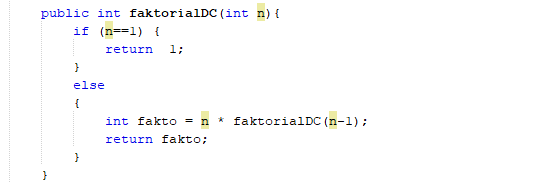 public int faktorialDC(int n){
if (n==1) {
return  1;
}
else
{
int fakto = n * faktorialDC(n-1);
return fakto;
}
}